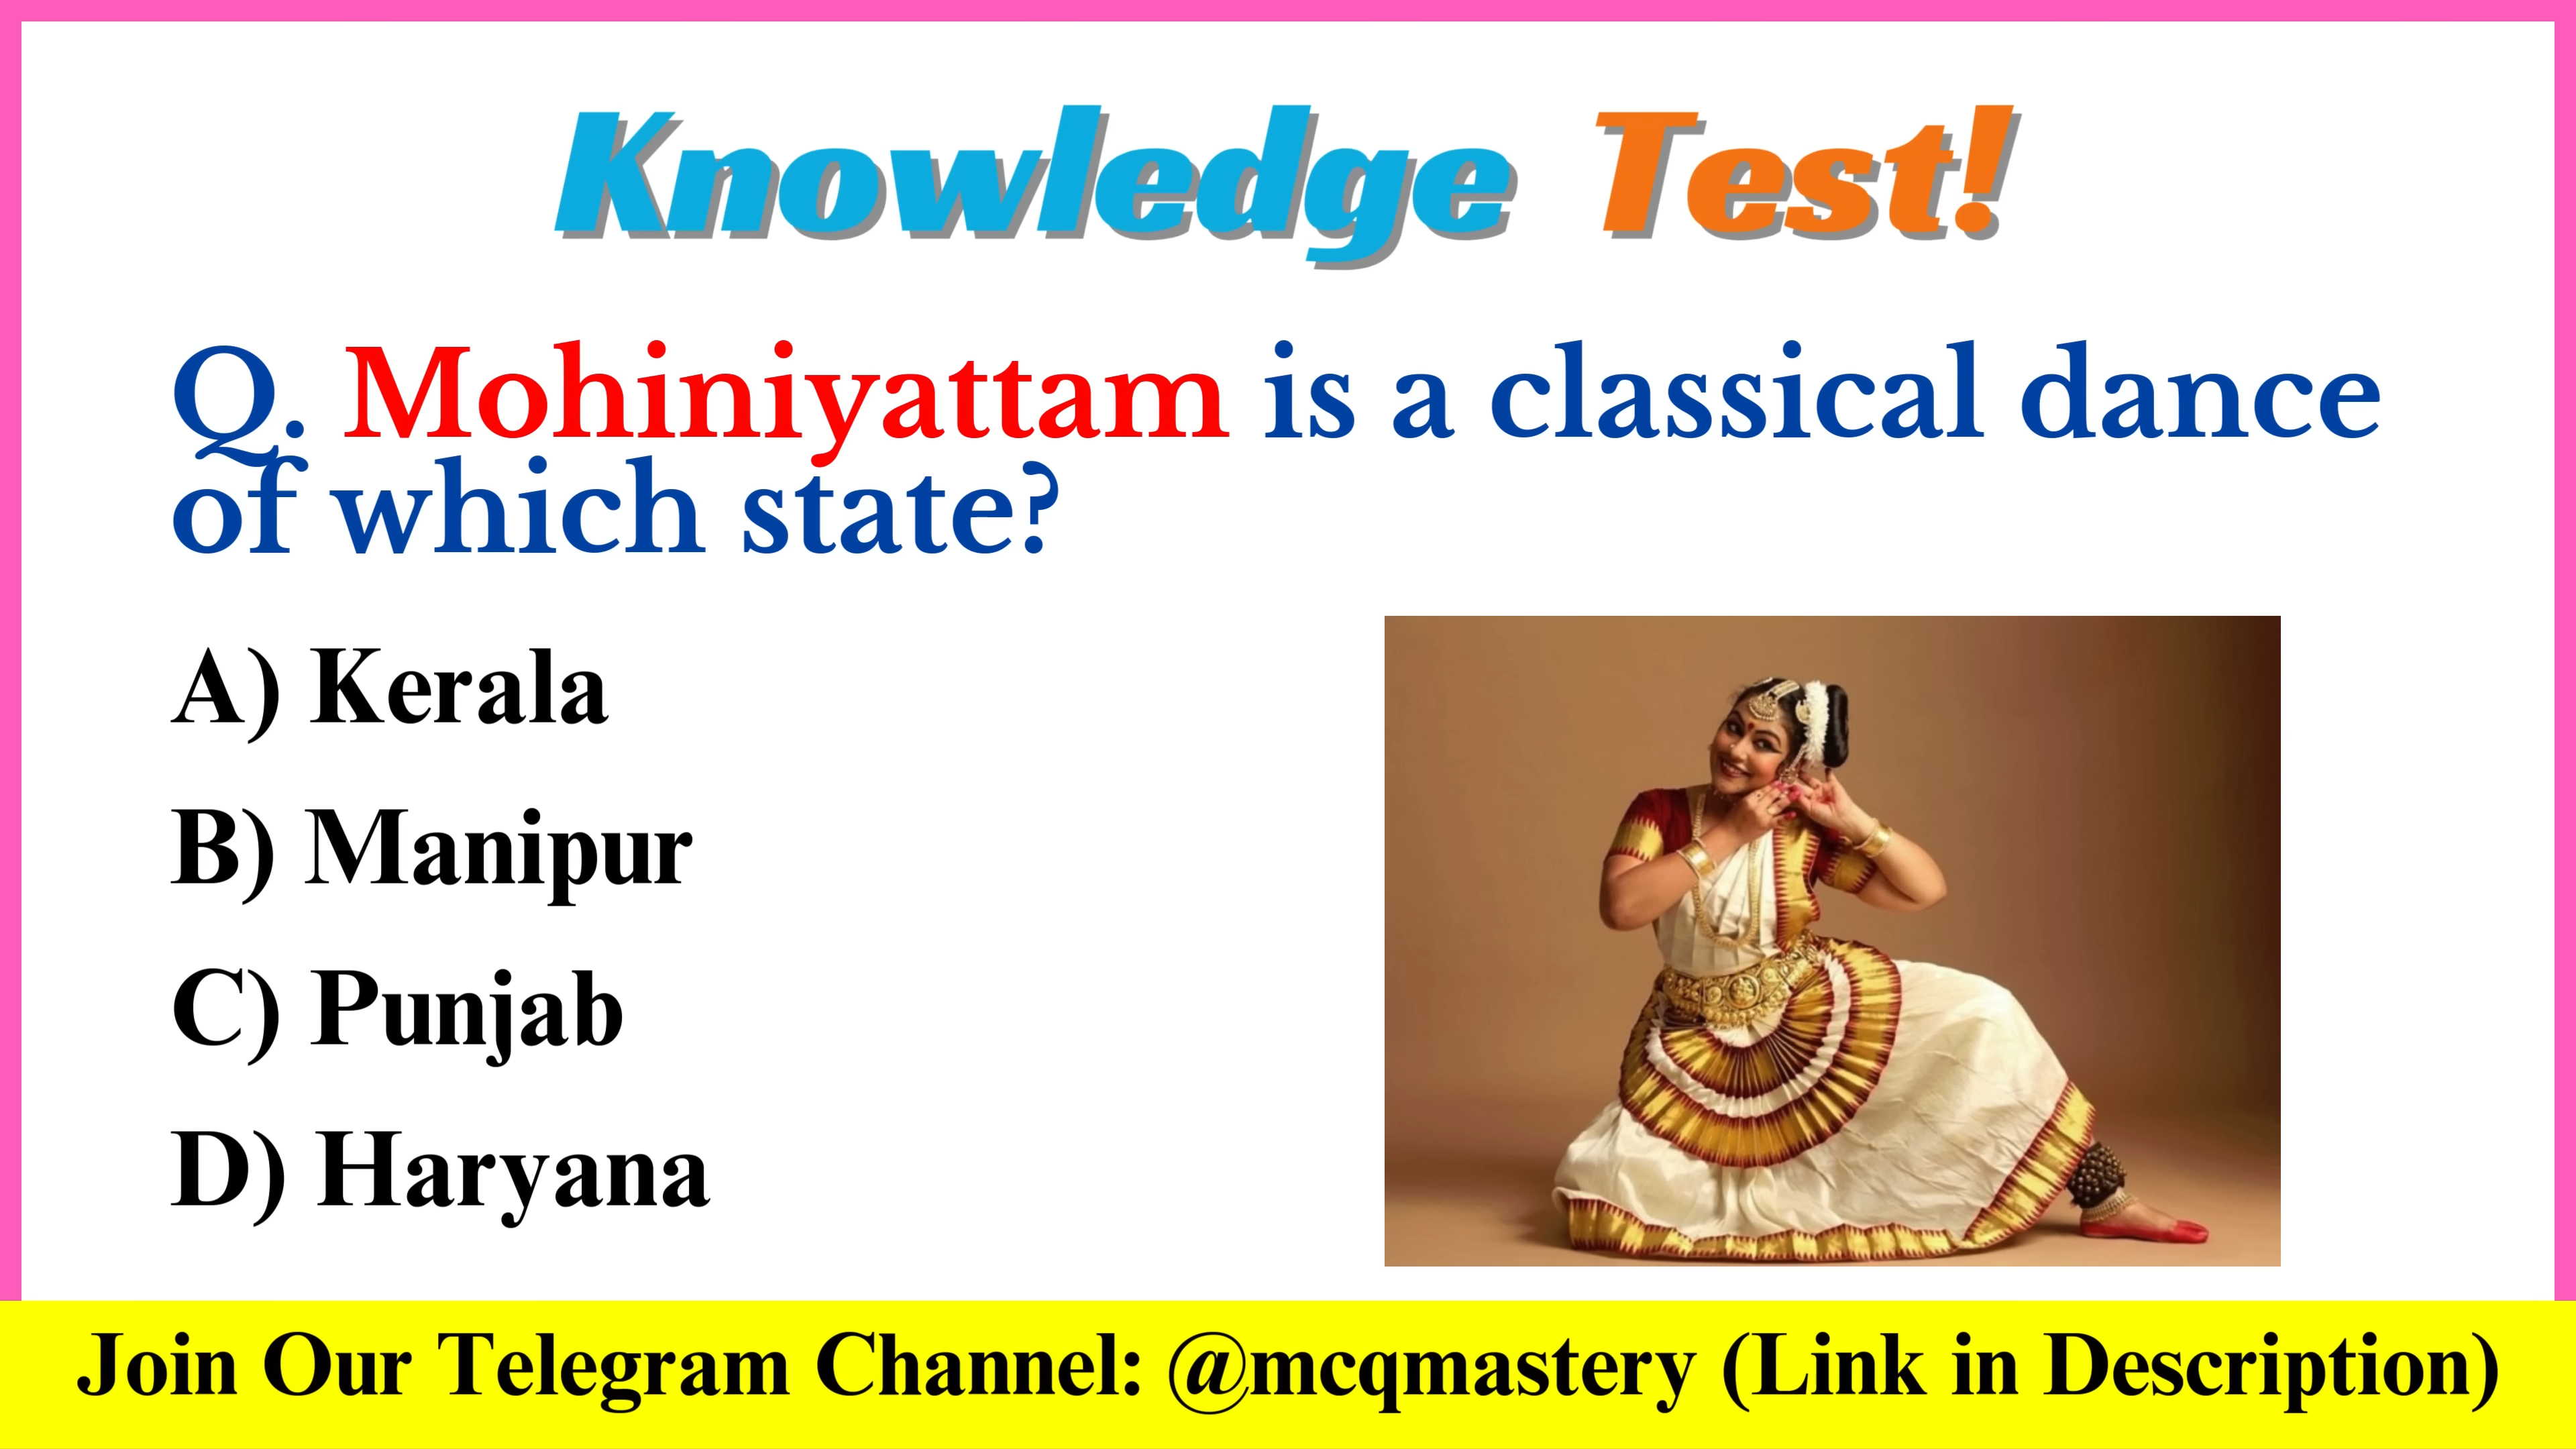 Knowledge Test!
Q. Mohiniyattam is a classical dance
of which state?
A) Kerala
B) Manipur
C) Punjab
D) Haryana
Join Our Telegram Channel: @mcqmastery (Link in Description)